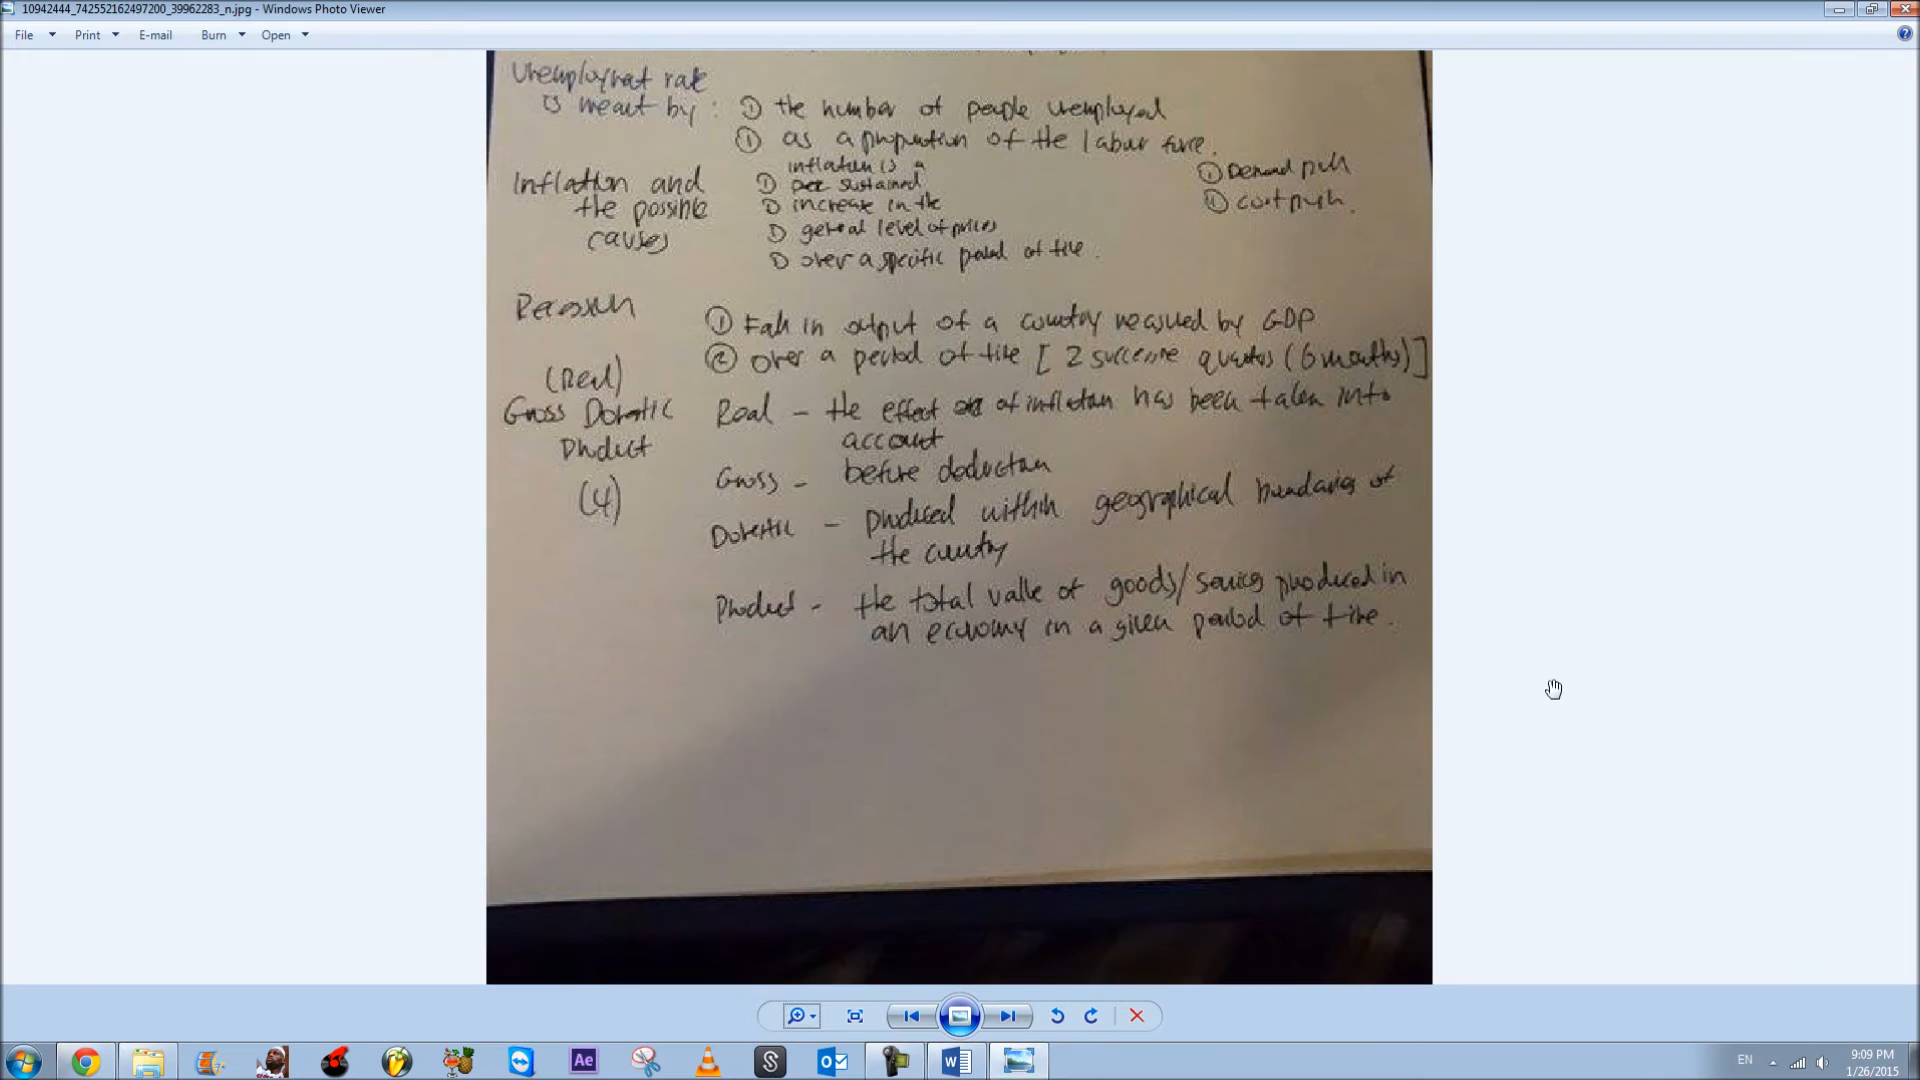 10942444_742552162497200_39962283_n.jpg - Windows Photo Viewer
File Print E-mail Burn Open
Unemployment rate
is meant by : ① the number of people unemployed
① as a proportion of the labour force.
Inflation and the possible causes
inflation is a
① sustained
① increase in the
① general level of prices
① over a specific period of time.
① Demand pull
① cost push.
Recession
① Fall in output of a country measured by GDP
② Over a period of time [ 2 successive quarters (6 months) ]
(Real)
Gross Domestic
Product
(4)
Real - the effect of inflation has been taken into
account
Gross - before deduction
Domestic - produced within geographical boundaries of
the country
Product - the total value of goods/services produced in
an economy in a given period of time.
Ae
S
W
EN
9:09 PM
1/26/2015